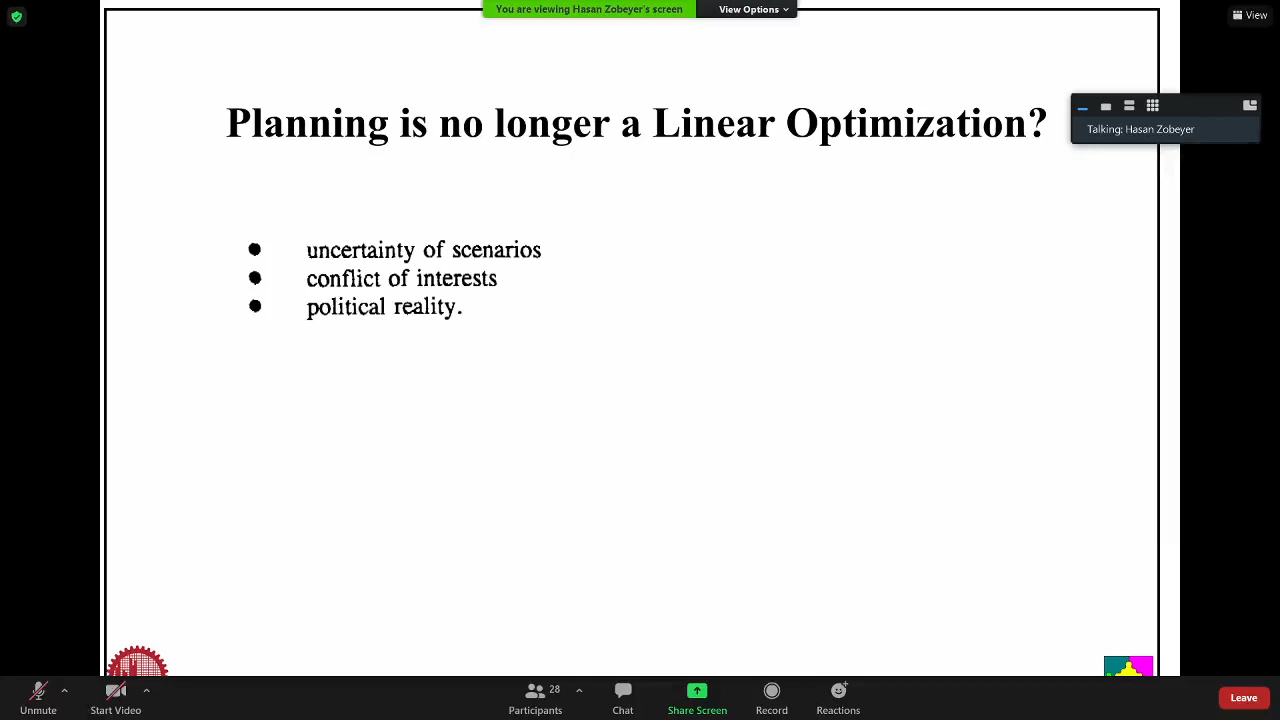 You are viewing Hasan Zobeyer's screen
View Options
View
Planning is no longer a Linear Optimization?
Talking: Hasan Zobeyer
uncertainty of scenarios
conflict of interests
political reality.
28
Unmute
Start Video
Participants
Chat
Share Screen
Record
Reactions
Leave